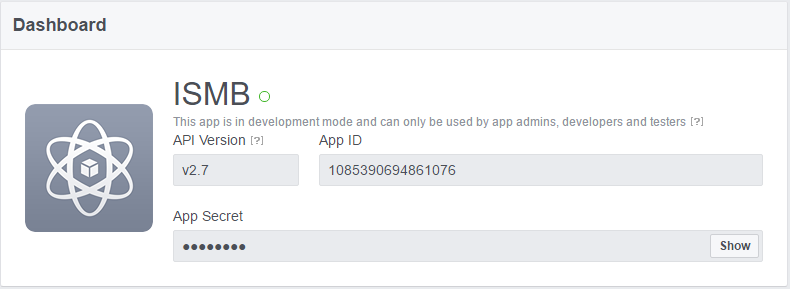 Dashboard
ISMB
This app is in development mode and can only be used by app admins, developers and testers [?]
API Version [?] App ID
v2.7 1085390694861076
App Secret
●●●●●●●● Show